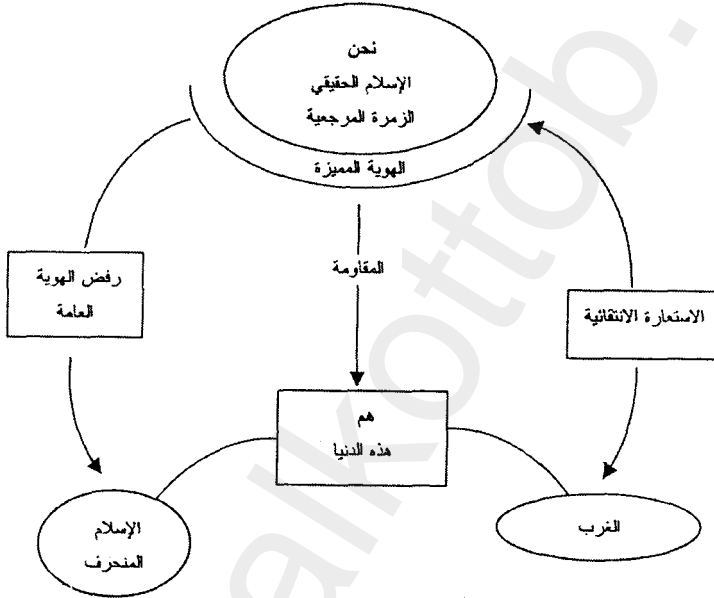 نحن
الإسلام الحقيقي
الزمرة المرجعية
الهوية المميزة
رفض الهوية
العامة
المقاومة
الاستعارة الانتقائية
هم
هذه الدنيا
الإسلام
المنحرف
الغرب
alkottob.